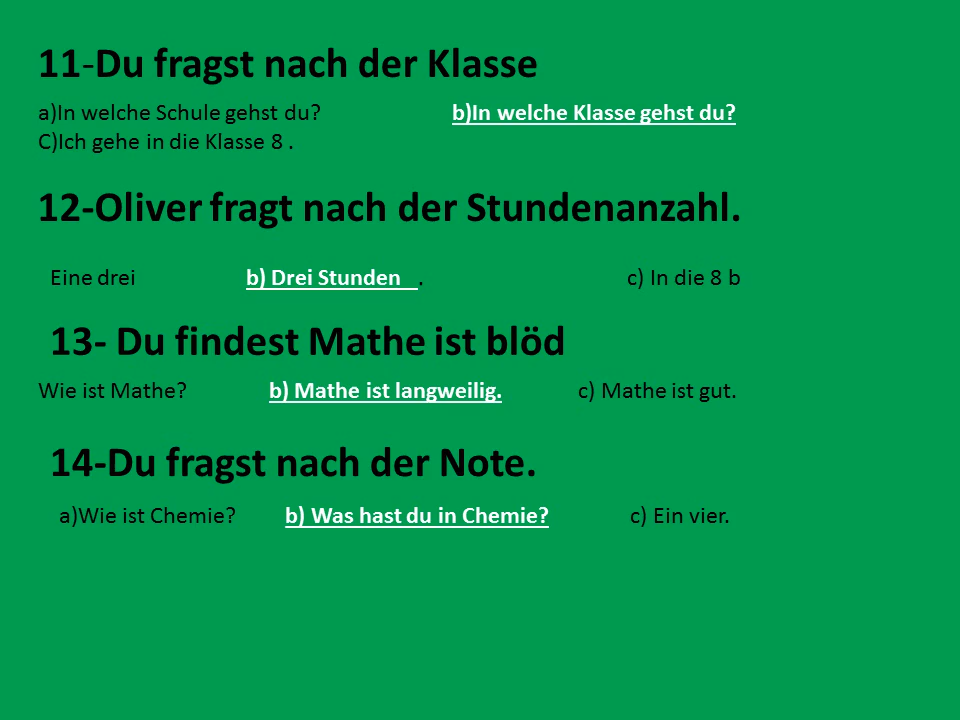 11-Du fragst nach der Klasse
a)In welche Schule gehst du? b)In welche Klasse gehst du?
C)Ich gehe in die Klasse 8 .
12-Oliver fragt nach der Stundenanzahl.
Eine drei b) Drei Stunden . c) In die 8 b
13- Du findest Mathe ist blöd
Wie ist Mathe? b) Mathe ist langweilig. c) Mathe ist gut.
14-Du fragst nach der Note.
a)Wie ist Chemie? b) Was hast du in Chemie? c) Ein vier.